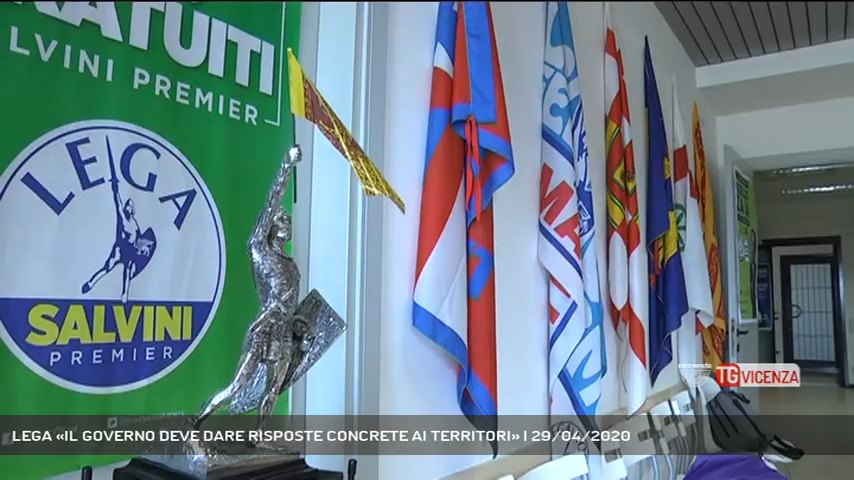 RATUITI
LVINI PREMIER
LEGA
SALVINI
PREMIER
MA
TGVICENZA
LEGA «IL GOVERNO DEVE DARE RISPOSTE CONCRETE AI TERRITORI» | 29/04/2020